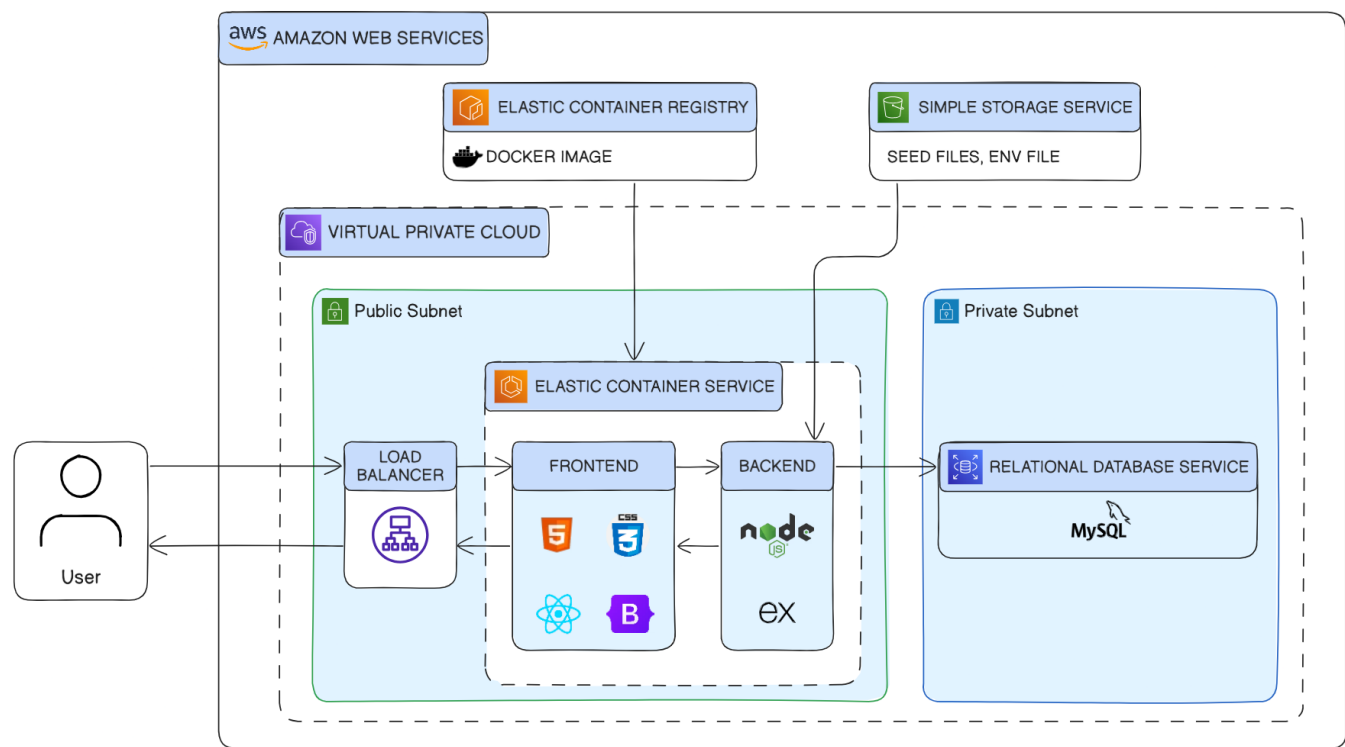 aws AMAZON WEB SERVICES
ELASTIC CONTAINER REGISTRY
DOCKER IMAGE
SIMPLE STORAGE SERVICE
SEED FILES, ENV FILE
VIRTUAL PRIVATE CLOUD
Public Subnet
Private Subnet
ELASTIC CONTAINER SERVICE
User
LOAD
BALANCER
FRONTEND
5
CSS
3
B
BACKEND
node
JS
ex
RELATIONAL DATABASE SERVICE
MySQL